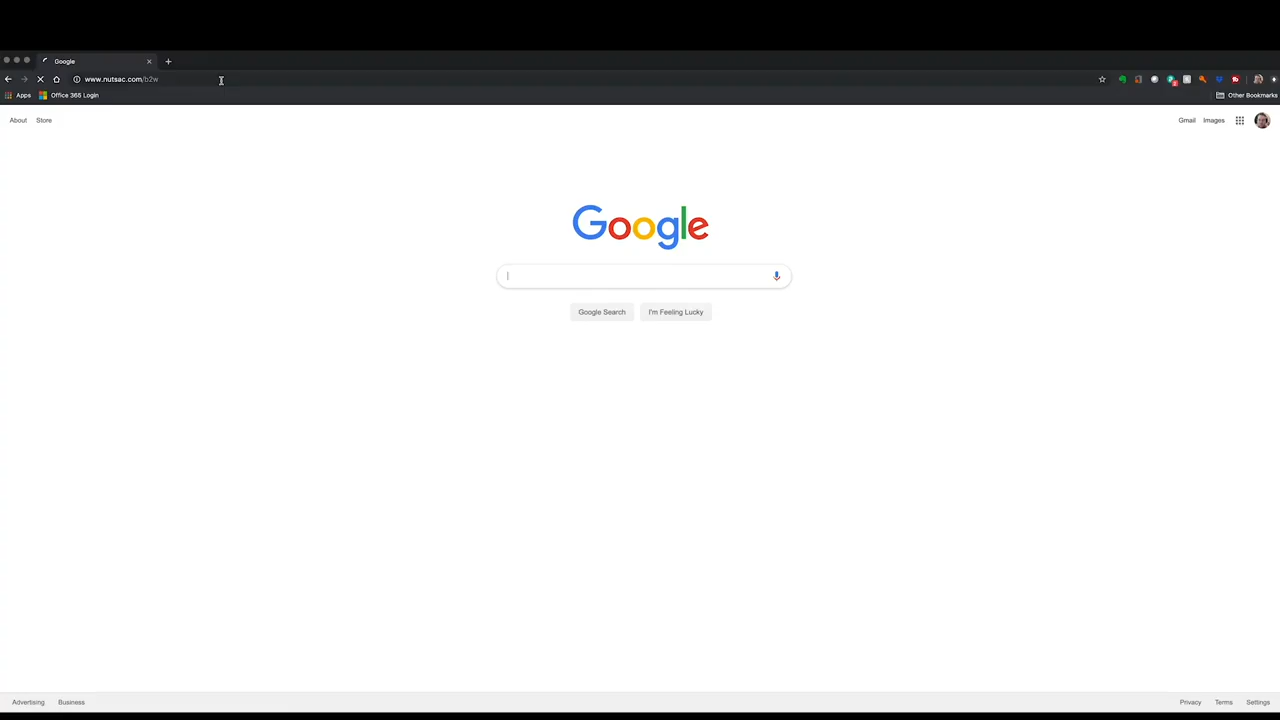 Google
www.nutsac.com/b2w
Apps Office 365 Login Other Bookmarks
About Store Gmail Images
Google
Google Search I'm Feeling Lucky
Advertising Business Privacy Terms Settings